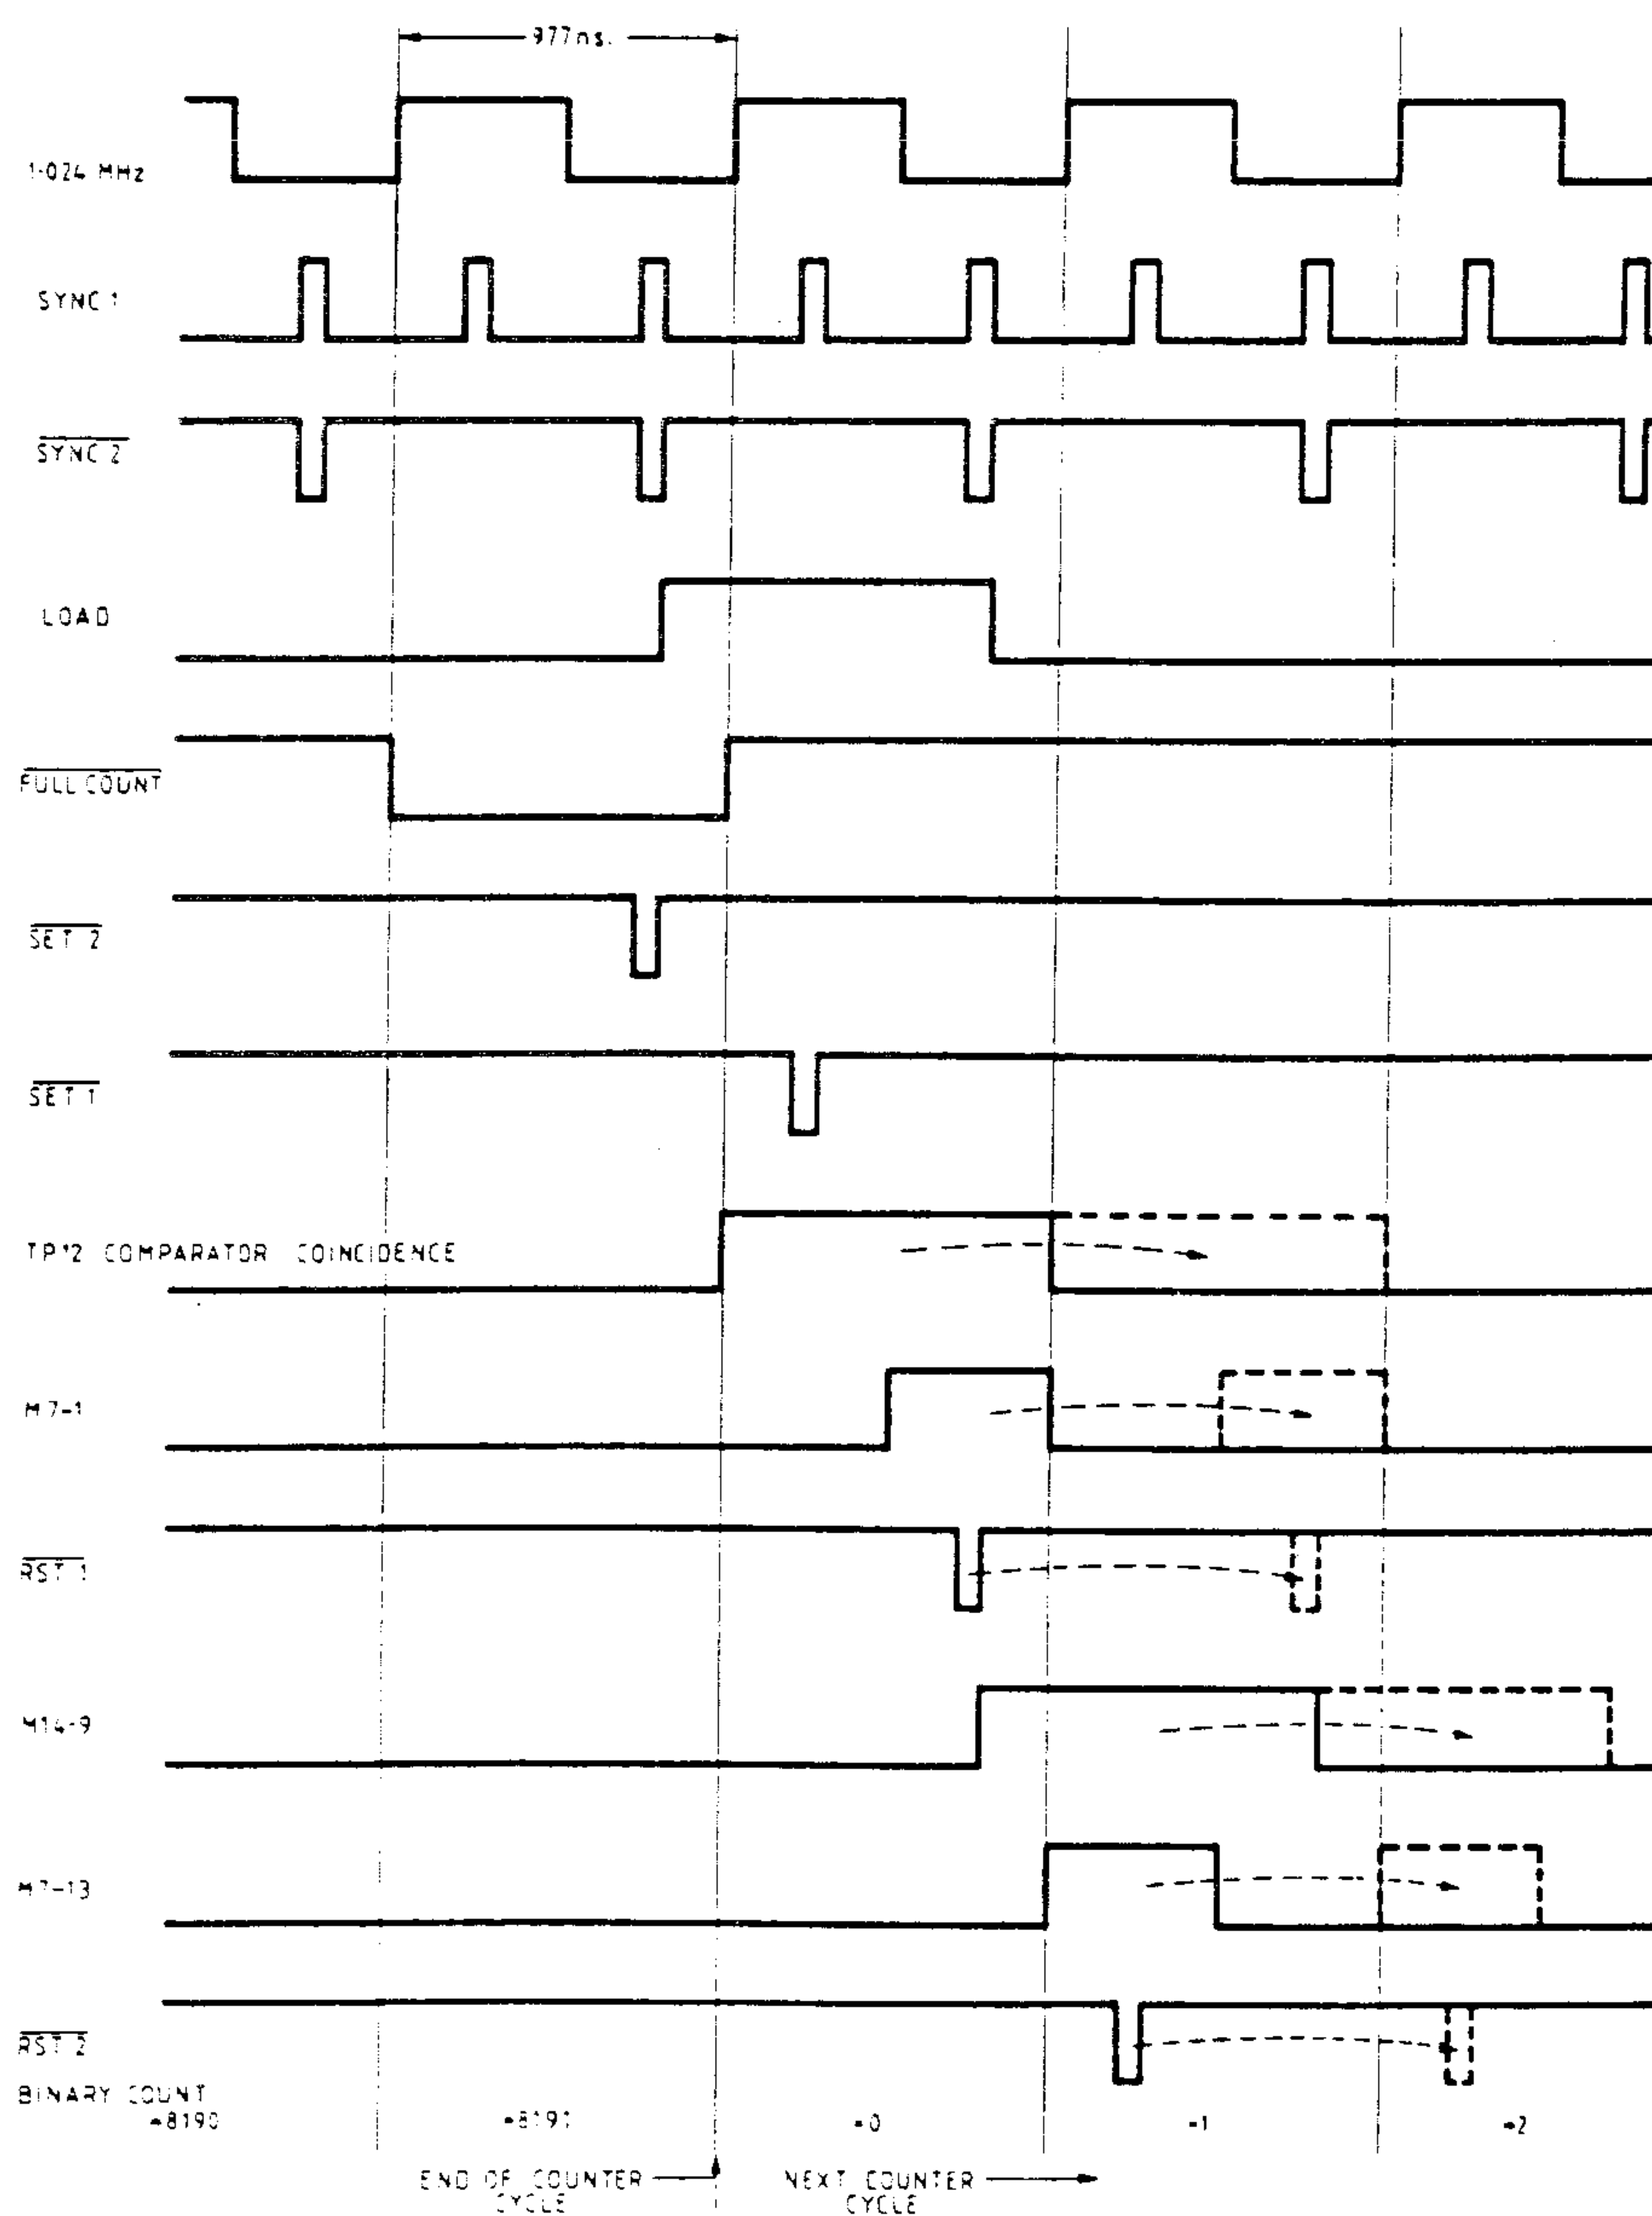 977ns.
1·024 MHz
SYNC 1
SYNC 2
LOAD
FULL COUNT
SET 2
SET 1
TP12 COMPARATOR COINCIDENCE
M7-1
RST 1
M14-9
M7-13
RST 2
BINARY COUNT
=8190 =8191 =0 =1 =2
END OF COUNTER CYCLE
NEXT COUNTER CYCLE